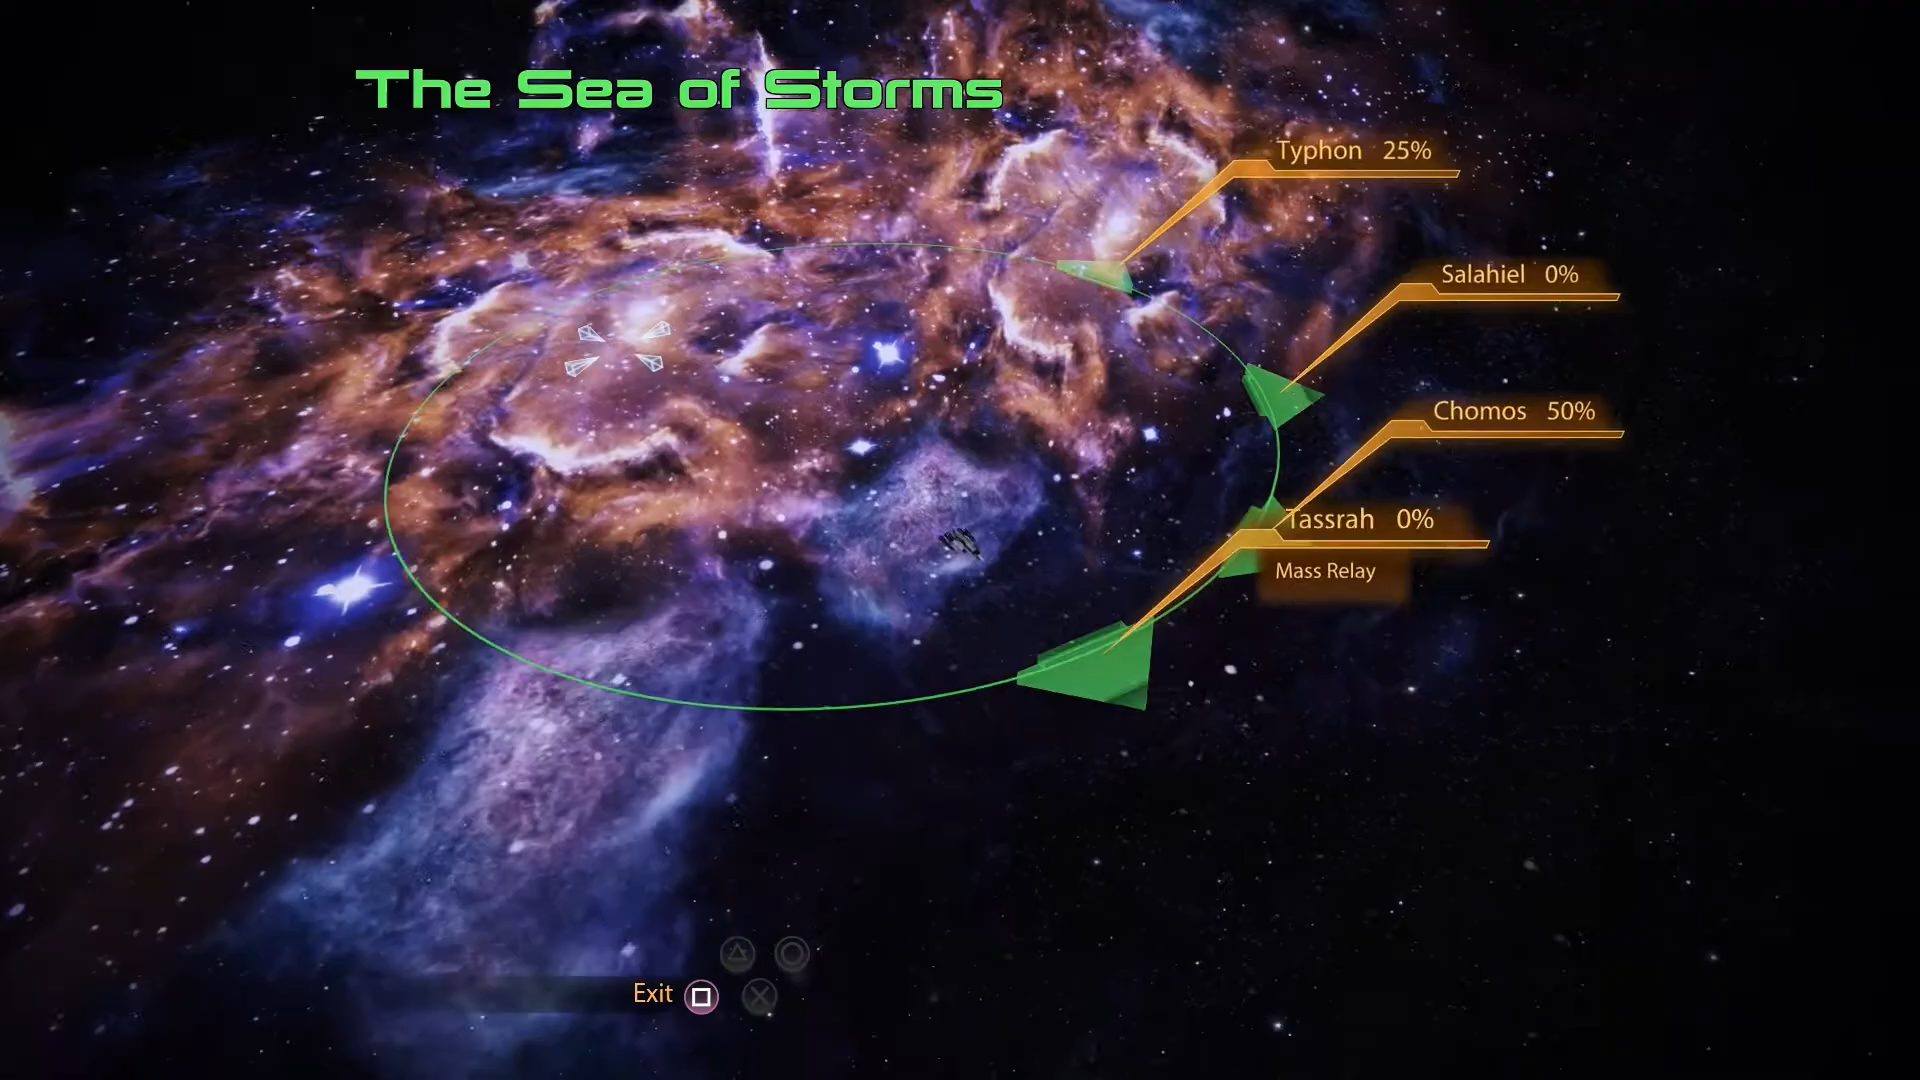 The Sea of Storms
Typhon 25%
Salahiel 0%
Chomos 50%
Tassrah 0%
Mass Relay
Exit